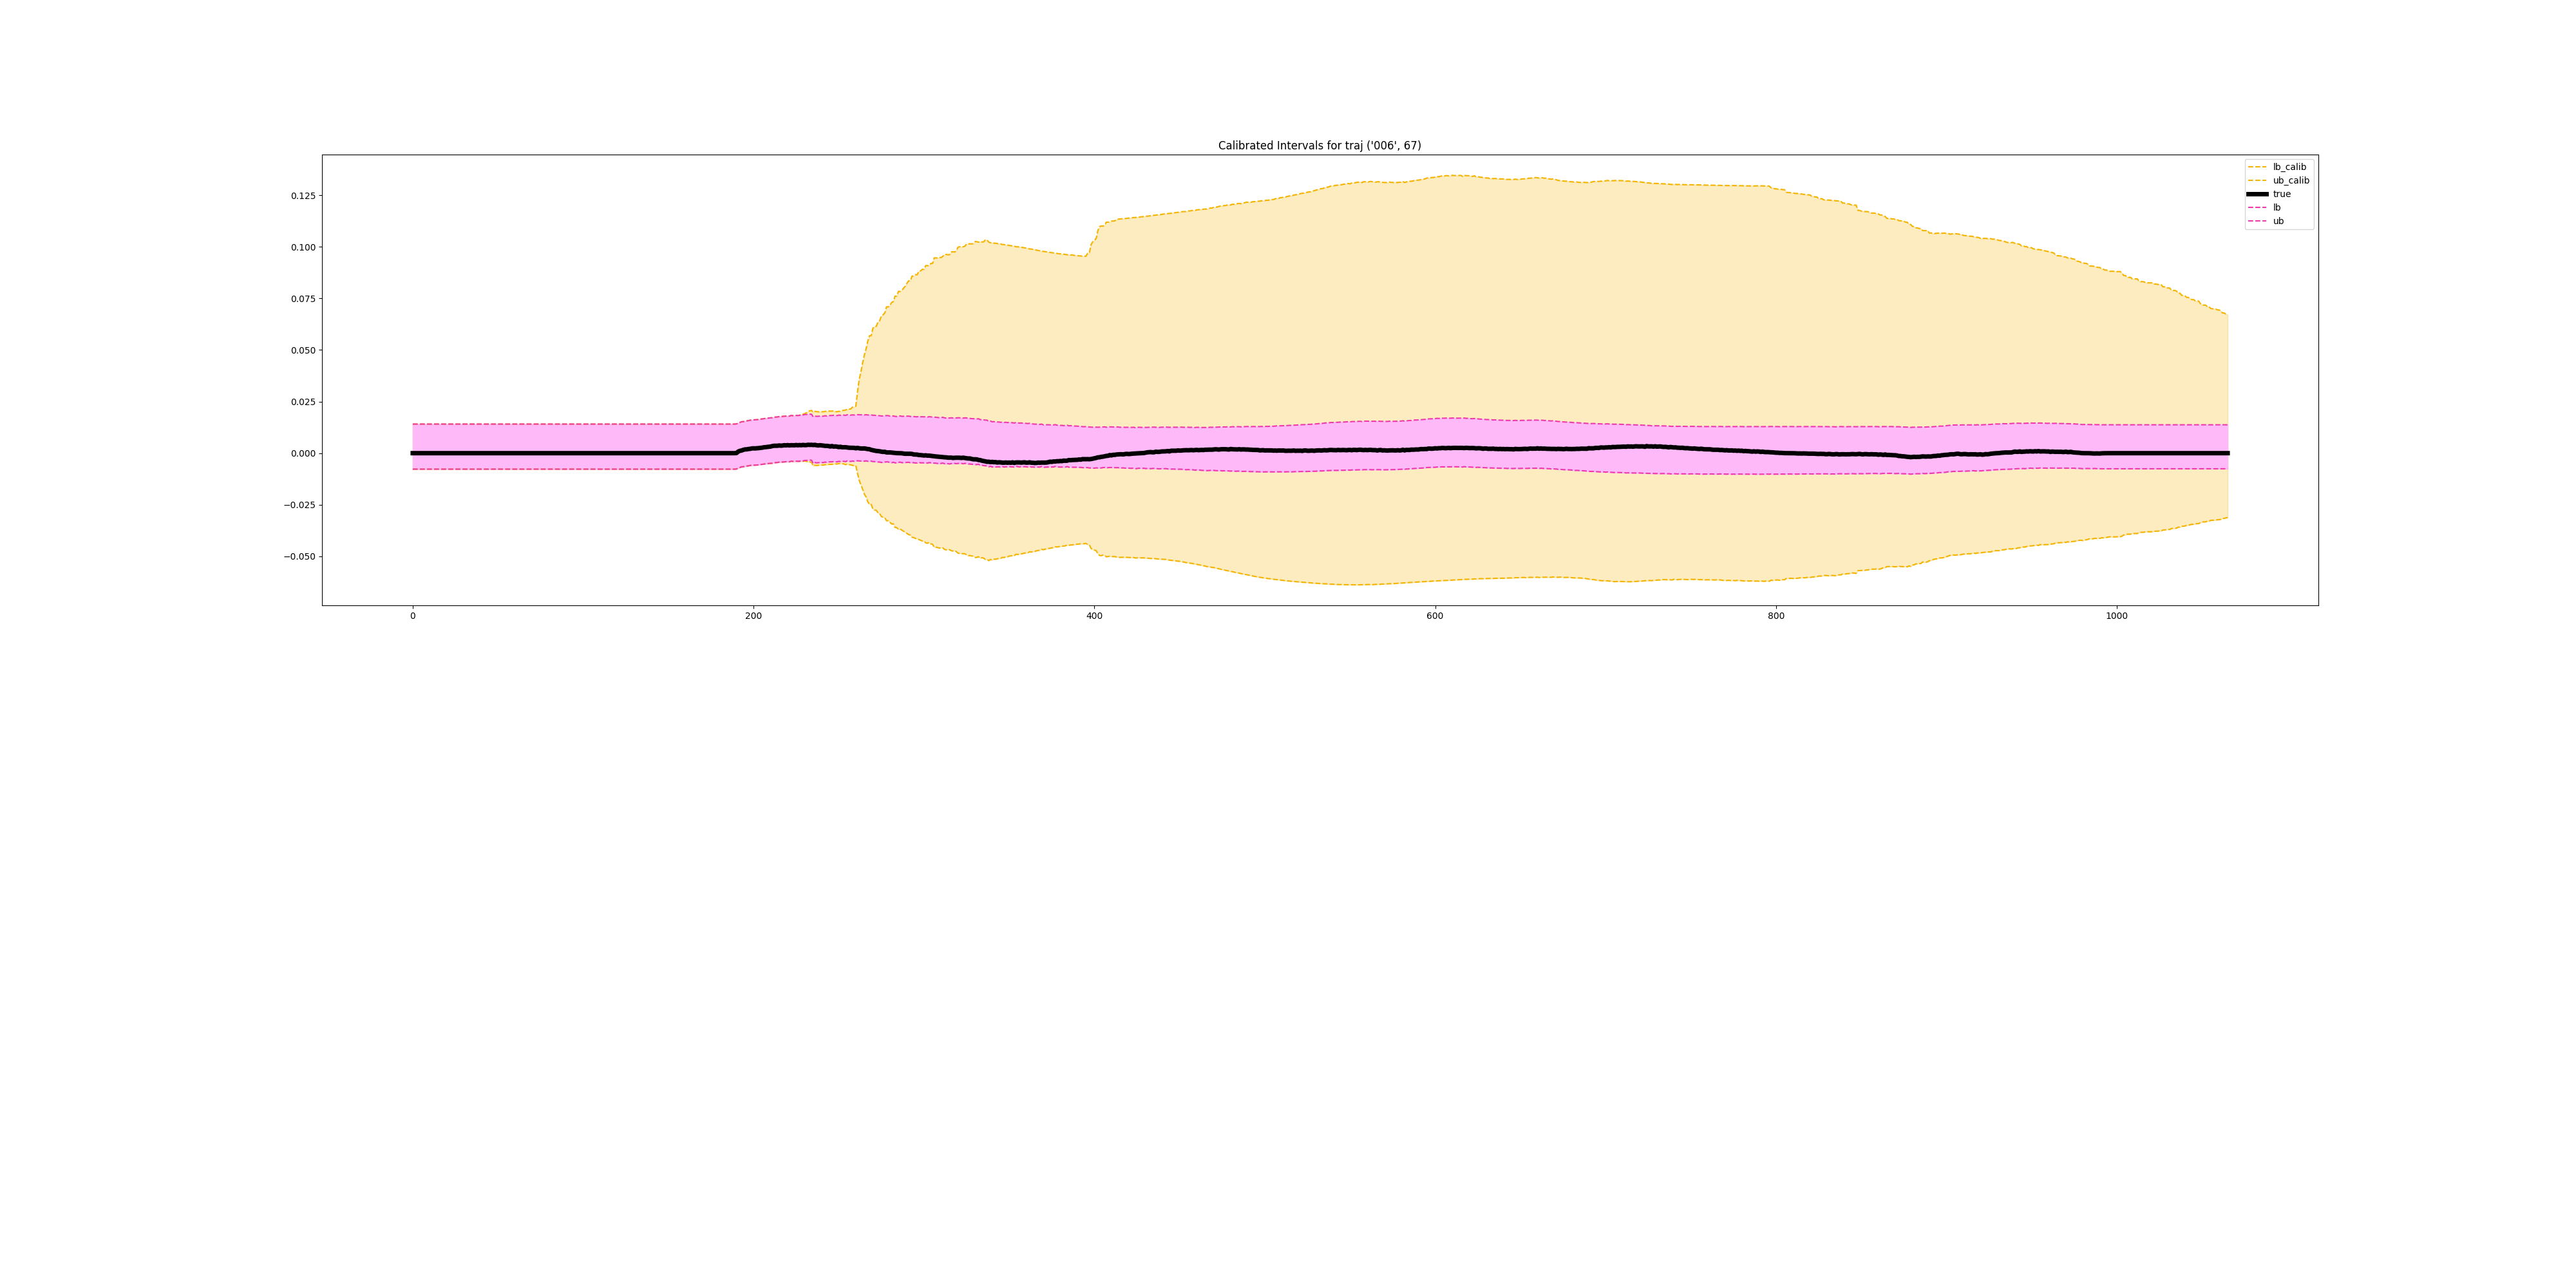 Calibrated Intervals for traj ('006', 67)
lb_calib
ub_calib
true
lb
ub
0.125
0.100
0.075
0.050
0.025
0.000
−0.025
−0.050
0 200 400 600 800 1000